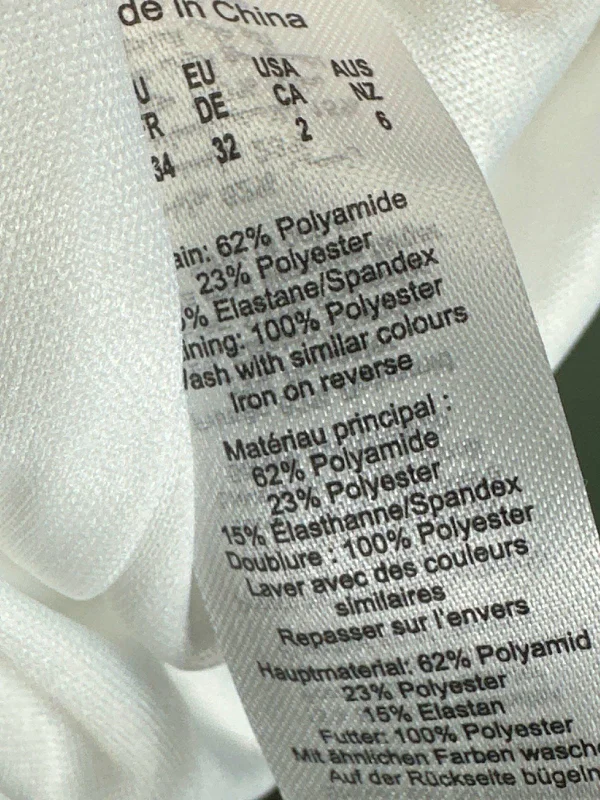 de in China
U EU USA AUS
R DE CA NZ
34 32 2 6
ain: 62% Polyamide
23% Polyester
% Elastane/Spandex
ining: 100% Polyester
ash with similar colours
Iron on reverse
Matériau principal :
62% Polyamide
23% Polyester
15% Élasthanne/Spandex
Doublure : 100% Polyester
Laver avec des couleurs
similaires
Repasser sur l'envers
Hauptmaterial: 62% Polyamid
23% Polyester
15% Elastan
Futter: 100% Polyester
Mit ähnlichen Farben wasche
Auf der Rückseite bügeln